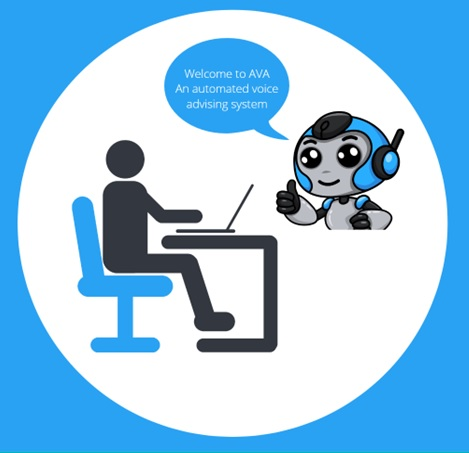 Welcome to AVA
An automated voice
advising system